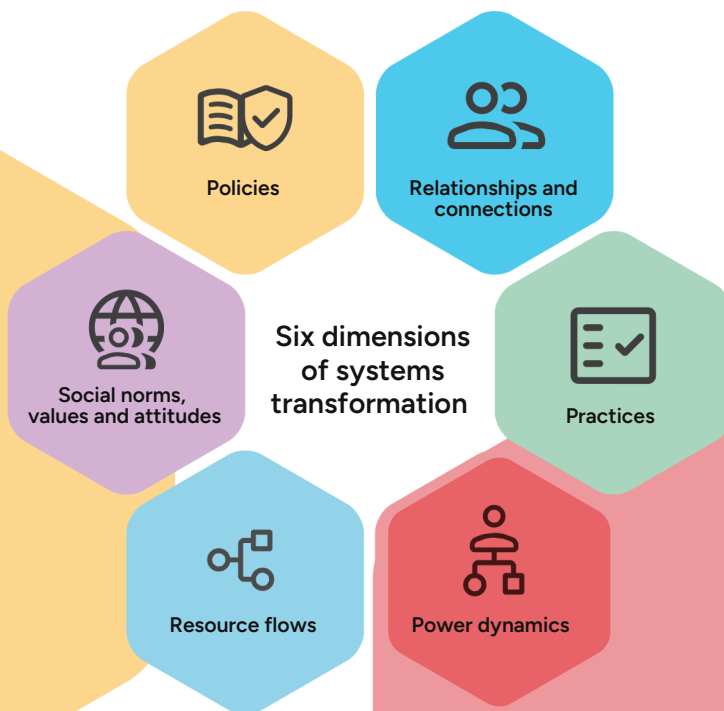 Policies
Relationships and
connections
Social norms,
values and attitudes
Six dimensions
of systems
transformation
Practices
Resource flows
Power dynamics